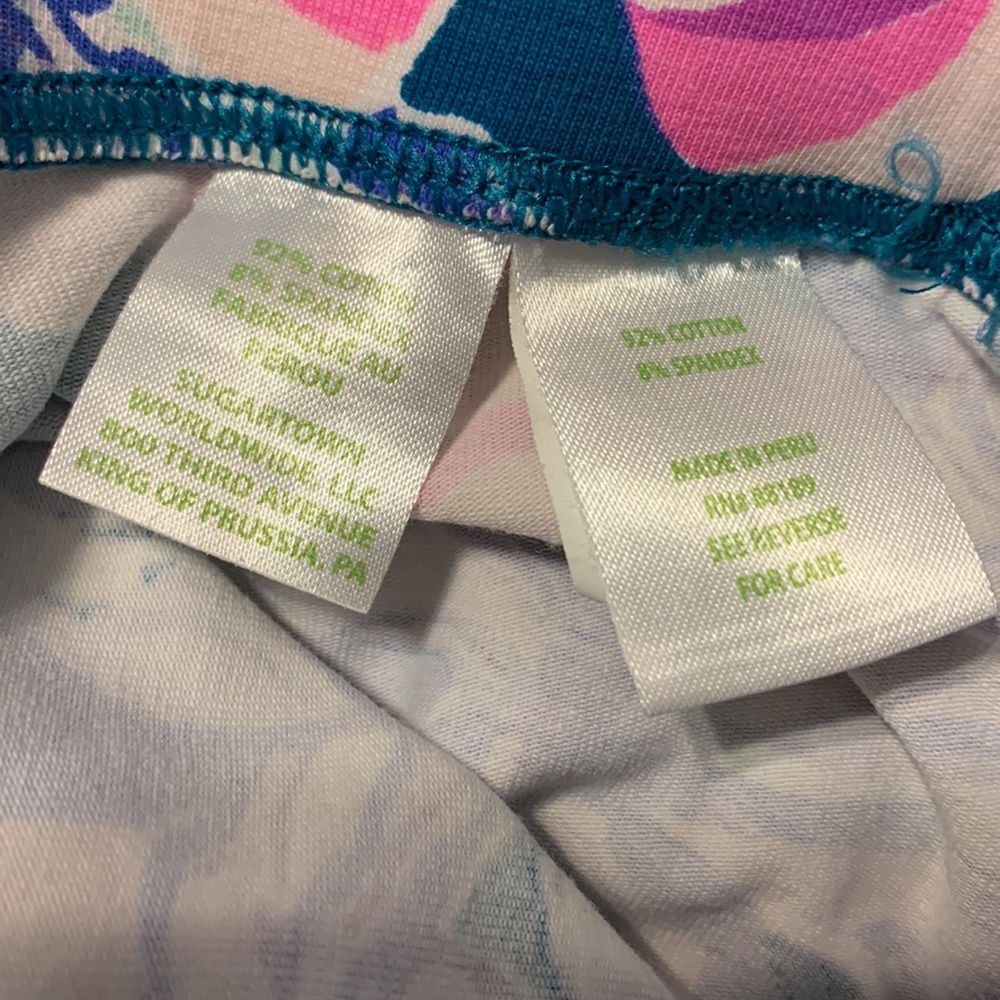 92% COTON
8% SPANDEX
FABRIQUE AU
PEROU
SUGARTOWN
WORLDWIDE, LLC
800 THIRD AVENUE
KING OF PRUSSIA, PA
92% COTTON
8% SPANDEX
MADE IN PERU
RN# 88189
SEE REVERSE
FOR CARE